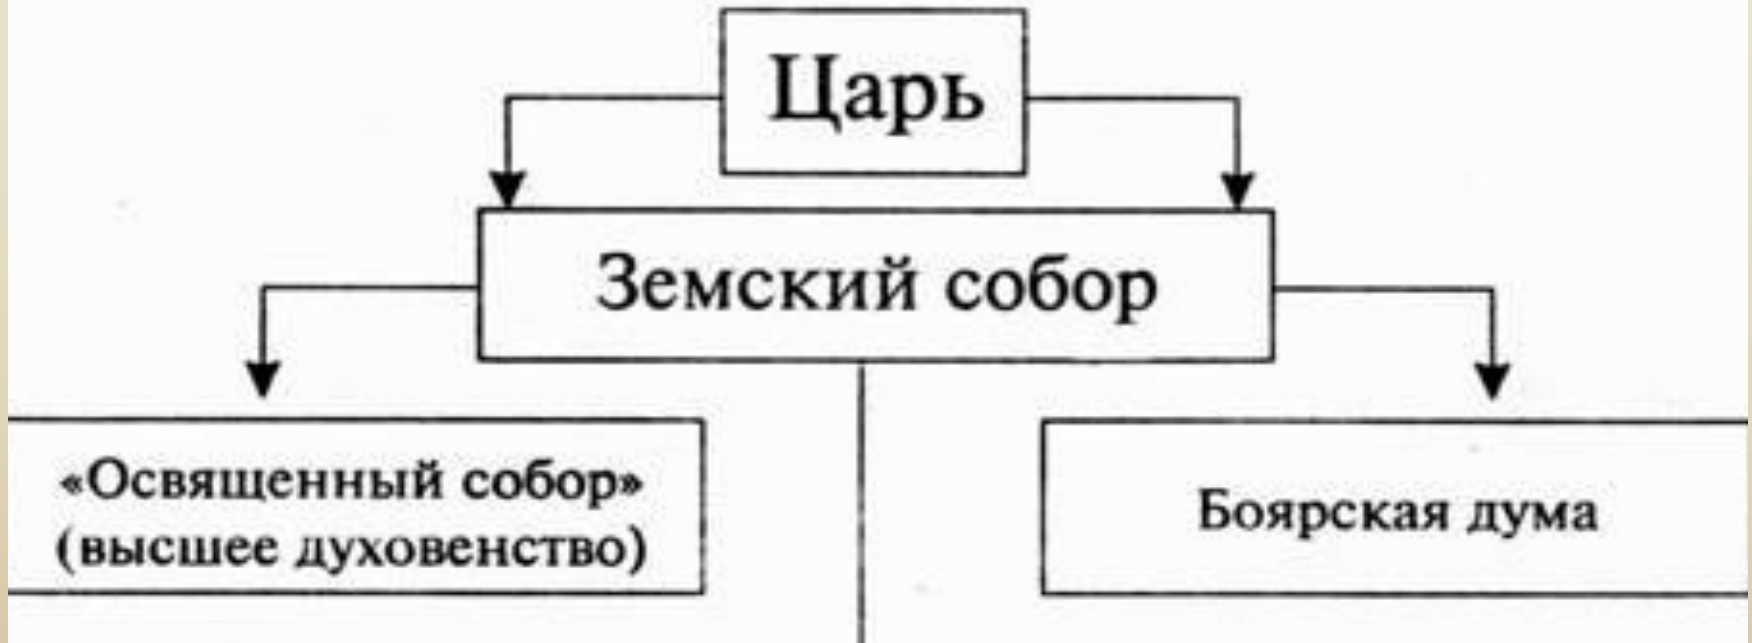 Царь
Земский собор
«Освященный собор»
(высшее духовенство)
Боярская дума